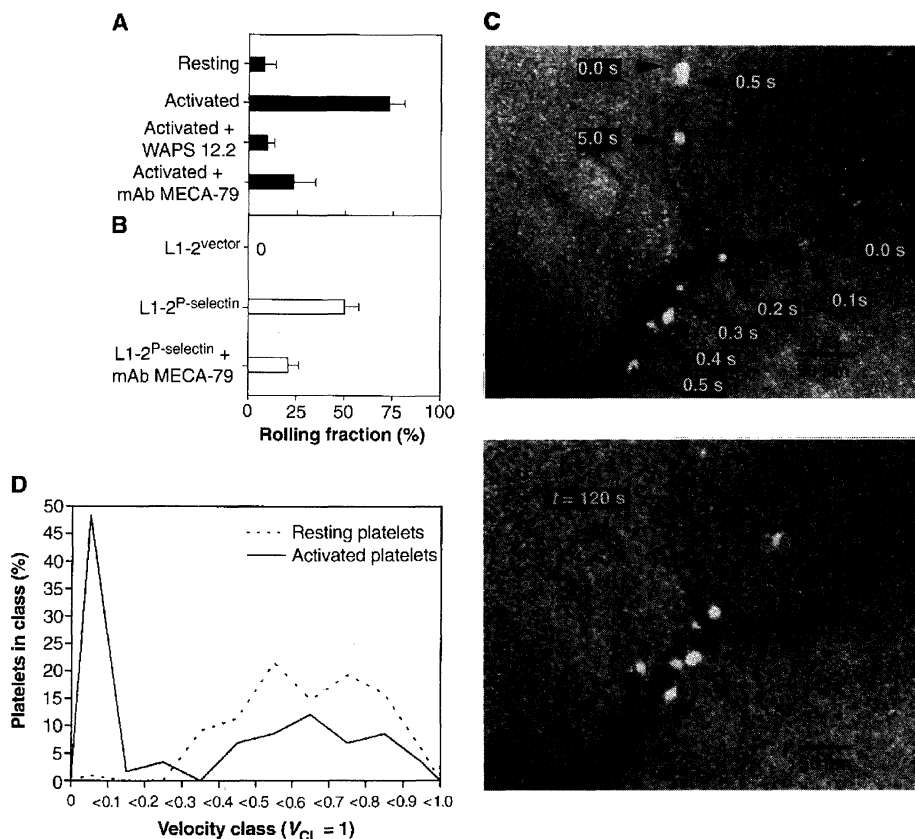 A
Resting
Activated
Activated +
WAPS 12.2
Activated +
mAb MECA-79
B
L1-2vector
0
L1-2P-selectin
L1-2P-selectin +
mAb MECA-79
0 25 50 75 100
Rolling fraction (%)
C
0.0 s
0.5 s
5.0 s
0.0 s
0.1s
0.2 s
0.3 s
0.4 s
0.5 s
t = 120 s
D
50
45
40
35
30
25
20
15
10
5
0
Platelets in class (%)
Resting platelets
Activated platelets
0 <0.1 <0.2 <0.3 <0.4 <0.5 <0.6 <0.7 <0.8 <0.9 <1.0
Velocity class (VCL = 1)